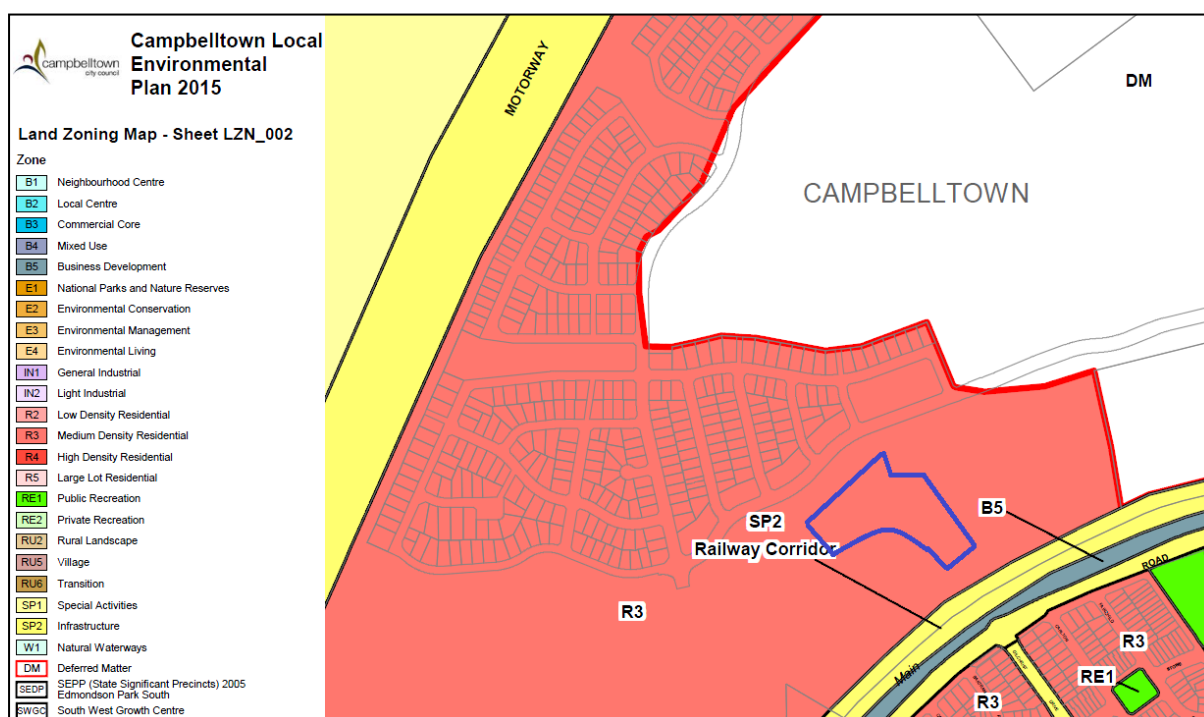 campbelltown
city council
Campbelltown Local
Environmental
Plan 2015
Land Zoning Map - Sheet LZN_002
Zone
B1 Neighbourhood Centre
B2 Local Centre
B3 Commercial Core
B4 Mixed Use
B5 Business Development
E1 National Parks and Nature Reserves
E2 Environmental Conservation
E3 Environmental Management
E4 Environmental Living
IN1 General Industrial
IN2 Light Industrial
R2 Low Density Residential
R3 Medium Density Residential
R4 High Density Residential
R5 Large Lot Residential
RE1 Public Recreation
RE2 Private Recreation
RU2 Rural Landscape
RU5 Village
RU6 Transition
SP1 Special Activities
SP2 Infrastructure
W1 Natural Waterways
DM Deferred Matter
SEDP SEPP (State Significant Precincts) 2005
Edmondson Park South
SWGC South West Growth Centre
MOTORWAY
DM
CAMPBELLTOWN
B5
SP2
Railway Corridor
ROAD
R3
R3
RE1
Main
R3